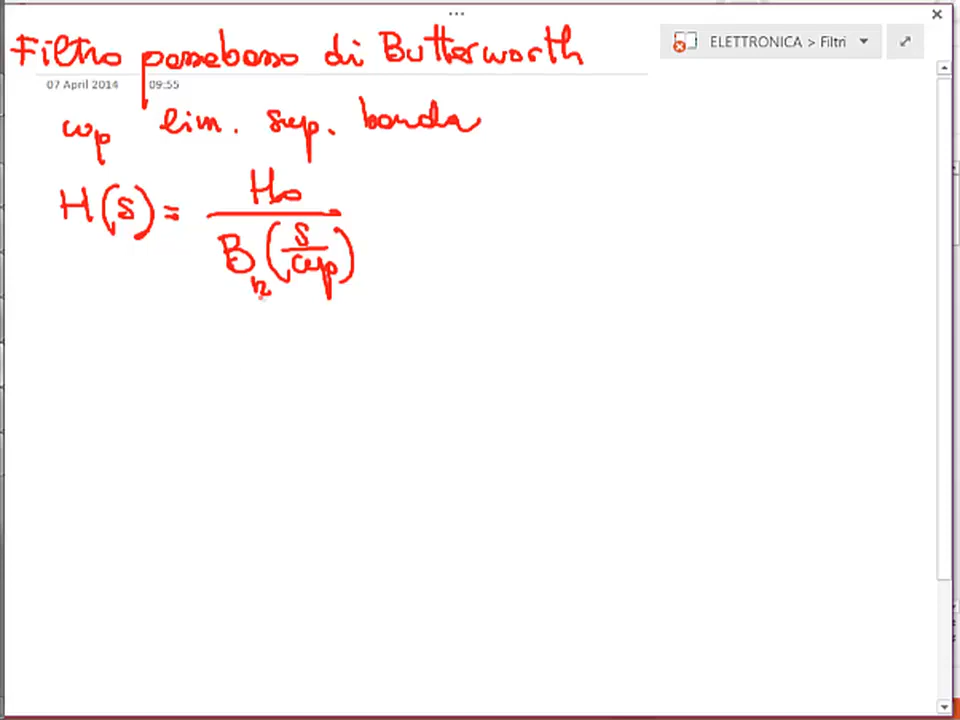 Filtro passabasso di Butterworth
ELETTRONICA > Filtri
07 April 2014 09:55
ωp lim. sup. banda
H(s) = H₀ / Bₙ(s/ωp)